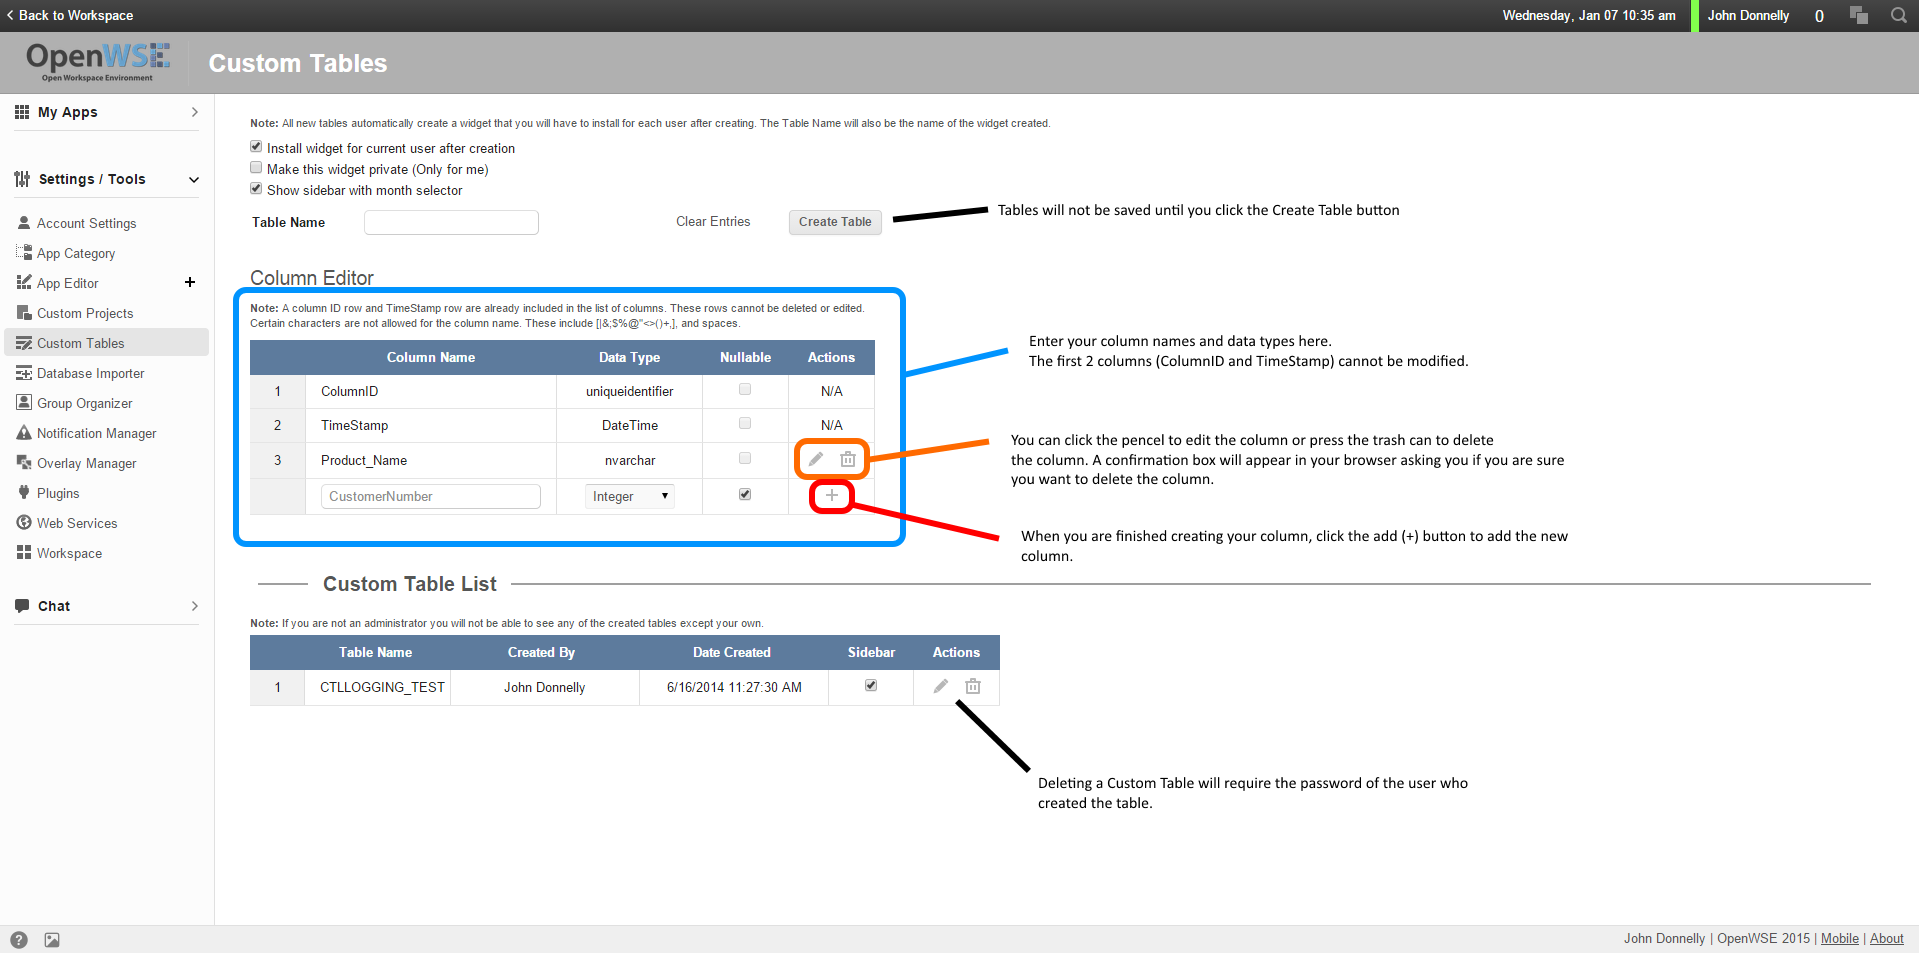 Back to Workspace
Wednesday, Jan 07 10:35 am
John Donnelly
0
OpenWSE
Open Workspace Environment
Custom Tables
My Apps
Settings / Tools
Account Settings
App Category
App Editor
Custom Projects
Custom Tables
Database Importer
Group Organizer
Notification Manager
Overlay Manager
Plugins
Web Services
Workspace
Chat
Note: All new tables automatically create a widget that you will have to install for each user after creating. The Table Name will also be the name of the widget created.
Install widget for current user after creation
Make this widget private (Only for me)
Show sidebar with month selector
Table Name
Clear Entries
Create Table
Tables will not be saved until you click the Create Table button
Column Editor
Note: A column ID row and TimeStamp row are already included in the list of columns. These rows cannot be deleted or edited.
Certain characters are not allowed for the column name. These include [|&;$%@"<>()+,], and spaces.
Column Name Data Type Nullable Actions
1 ColumnID uniqueidentifier N/A
2 TimeStamp DateTime N/A
3 Product_Name nvarchar
CustomerNumber Integer
Enter your column names and data types here.
The first 2 columns (ColumnID and TimeStamp) cannot be modified.
You can click the pencel to edit the column or press the trash can to delete
the column. A confirmation box will appear in your browser asking you if you are sure
you want to delete the column.
When you are finished creating your column, click the add (+) button to add the new
column.
Custom Table List
Note: If you are not an administrator you will not be able to see any of the created tables except your own.
Table Name Created By Date Created Sidebar Actions
1 CTLLOGGING_TEST John Donnelly 6/16/2014 11:27:30 AM
Deleting a Custom Table will require the password of the user who
created the table.
John Donnelly | OpenWSE 2015 | Mobile | About